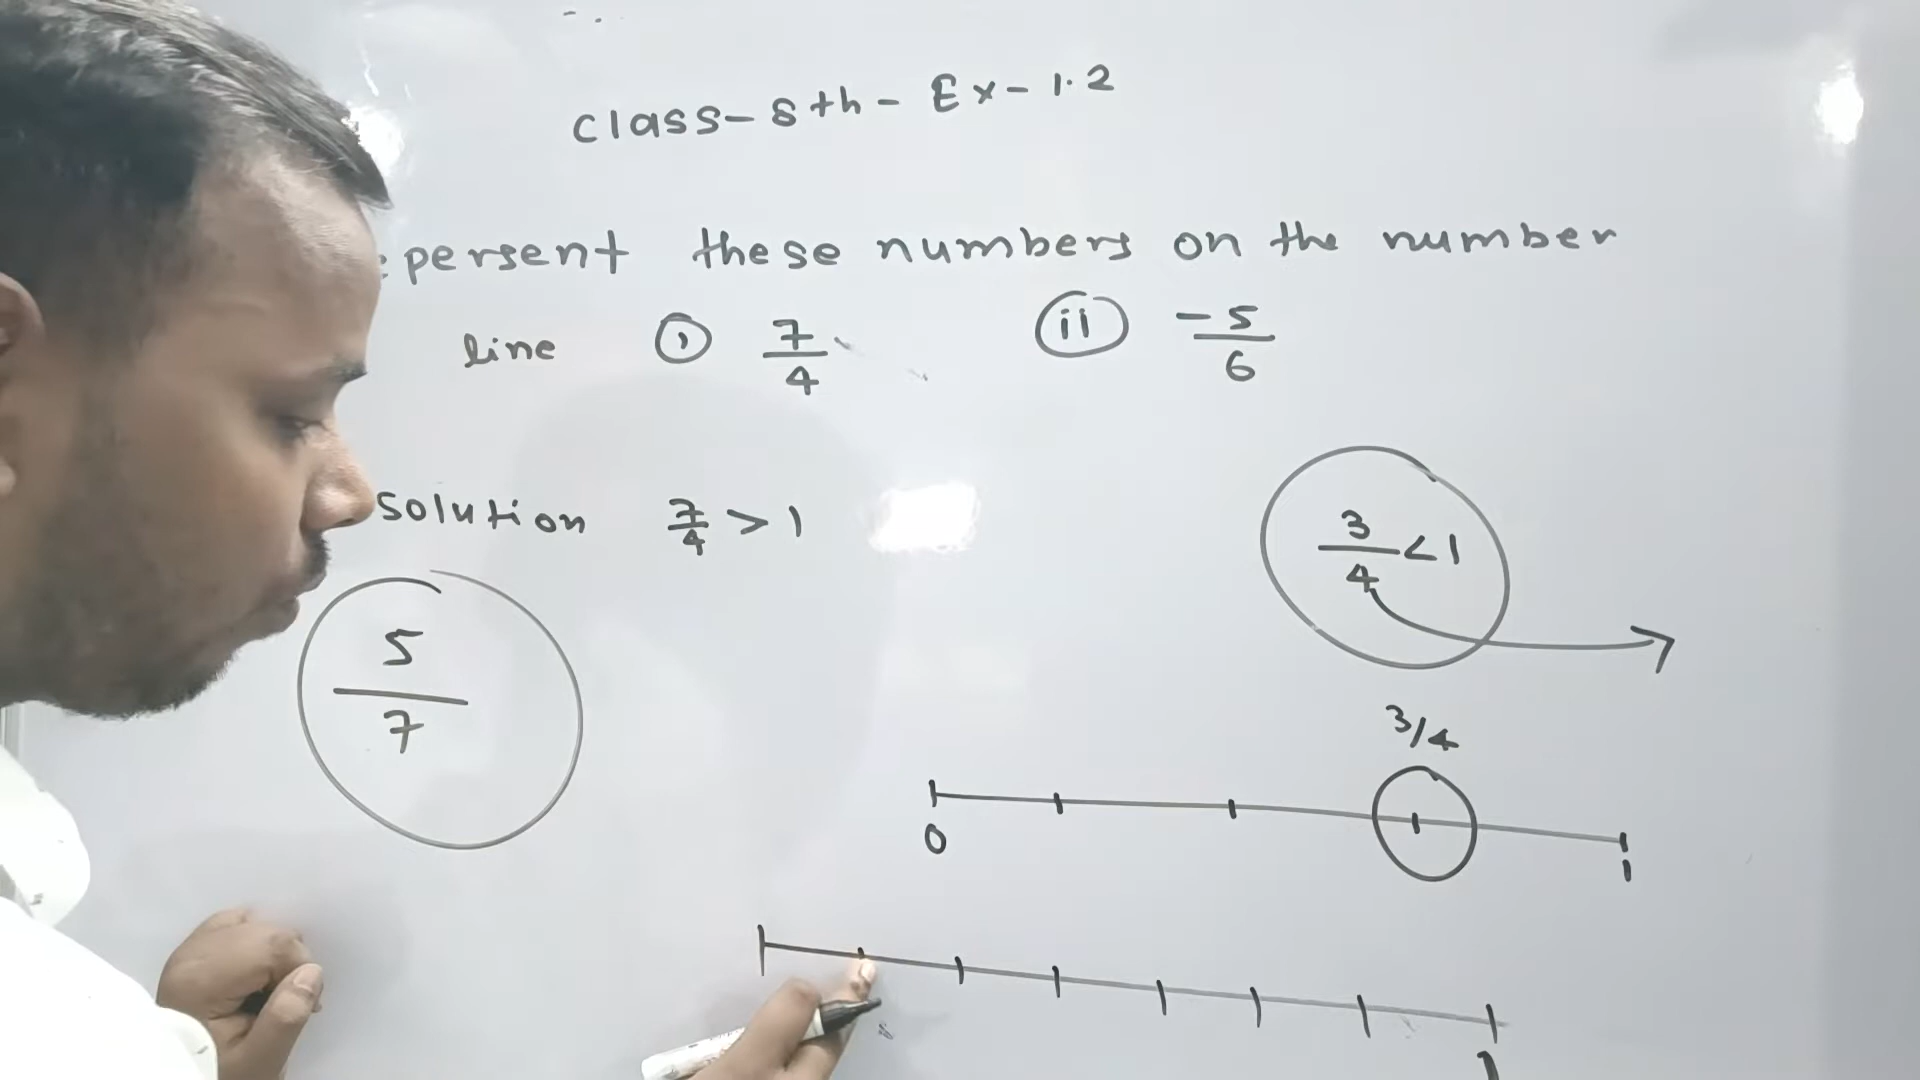 class-8th- Ex-1.2
persent these numbers on the number
line (i) 7/4 (ii) -5/6
solution 7/4 > 1
3/4 < 1
5/7
3/4
0 1
1